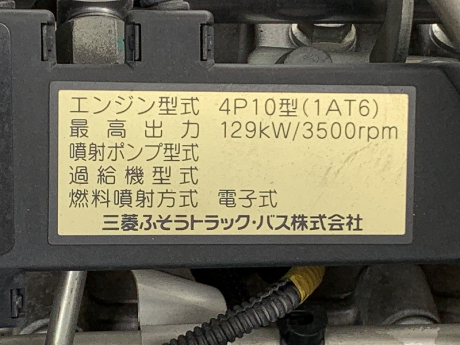 エンジン型式 4P10型(1AT6)
最高出力 129kW/3500rpm
噴射ポンプ型式
過給機型式
燃料噴射方式 電子式
三菱ふそうトラック・バス株式会社